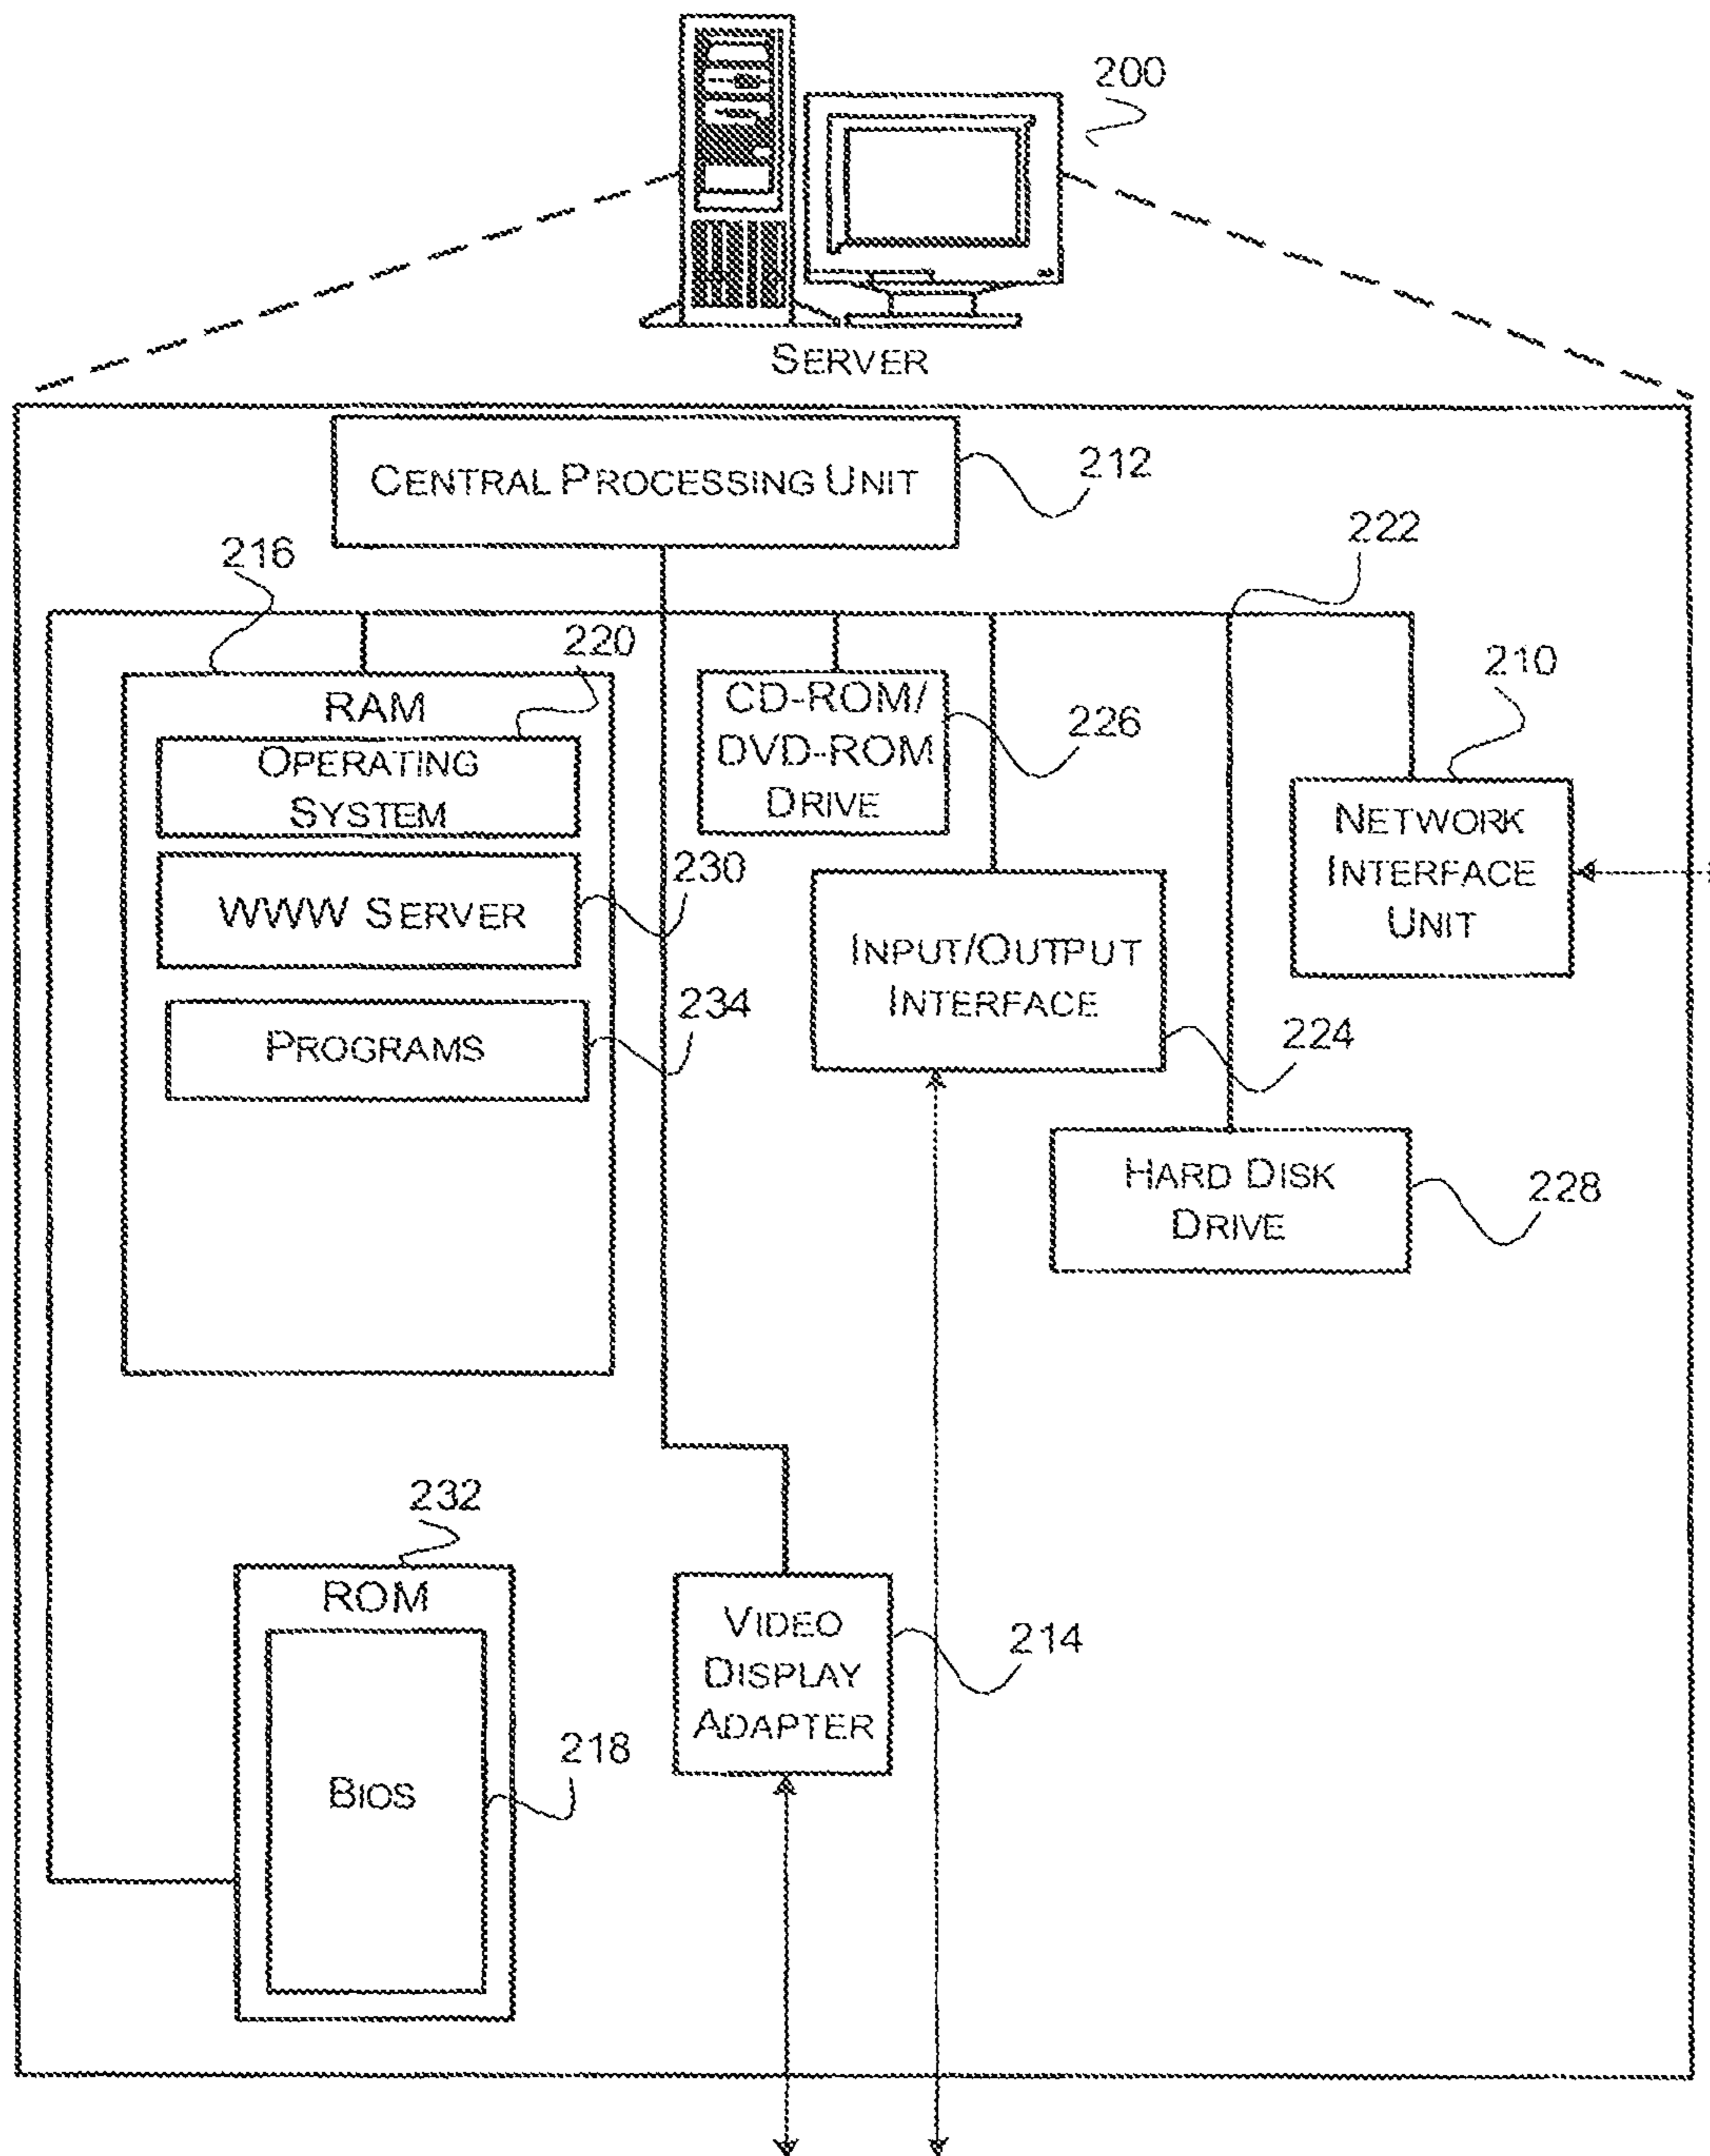 200
SERVER
CENTRAL PROCESSING UNIT
212
222
216
220
210
RAM
CD-ROM/
DVD-ROM
DRIVE
226
OPERATING
SYSTEM
NETWORK
INTERFACE
UNIT
230
WWW SERVER
INPUT/OUTPUT
INTERFACE
234
PROGRAMS
224
HARD DISK
DRIVE
228
232
ROM
VIDEO
DISPLAY
ADAPTER
214
218
BIOS